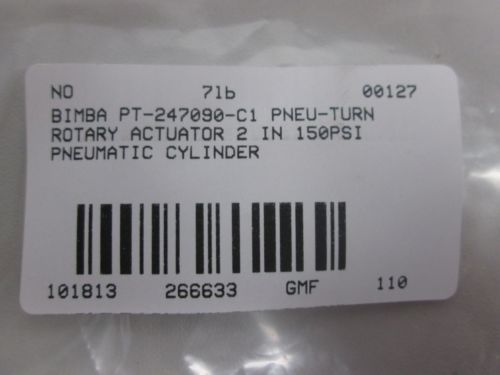 NO 7lb 00127
BIMBA PT-247090-C1 PNEU-TURN
ROTARY ACTUATOR 2 IN 150PSI
PNEUMATIC CYLINDER
101813 266633 GMF 110